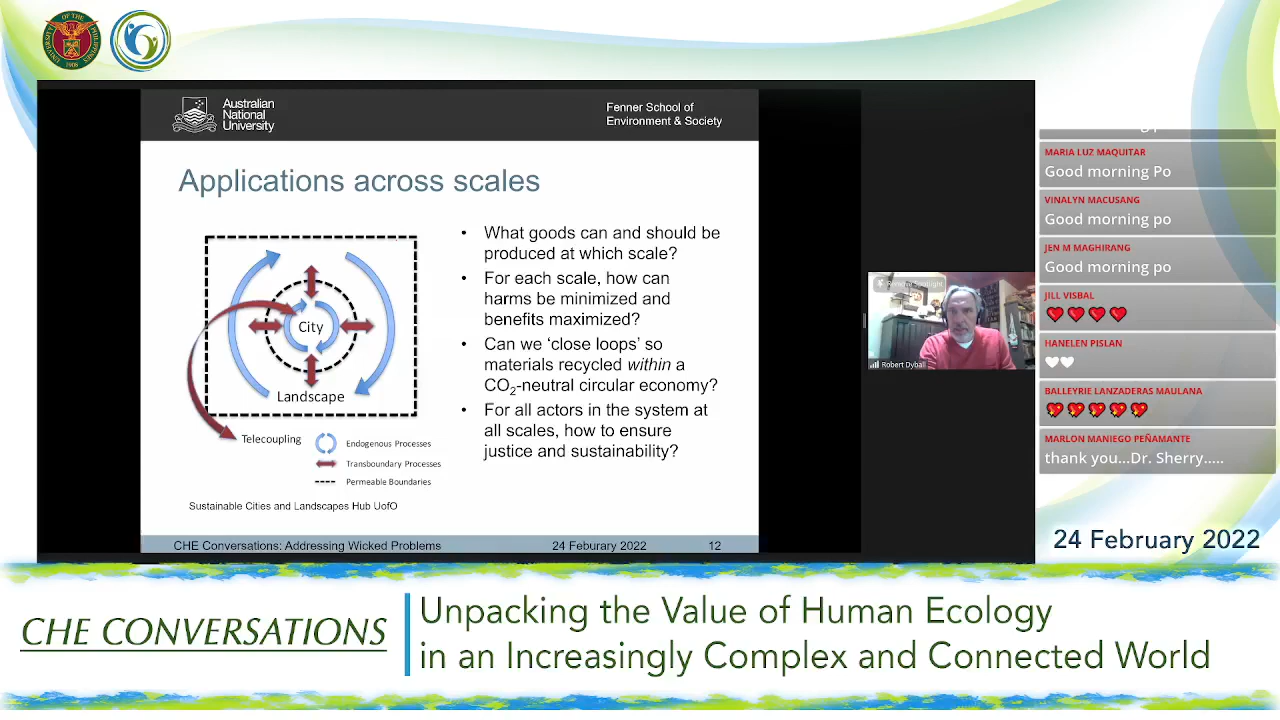 UNIVERSITY OF THE PHILIPPINES
1908
Australian
National
University
Fenner School of
Environment & Society
Applications across scales
• What goods can and should be
produced at which scale?
• For each scale, how can
harms be minimized and
benefits maximized?
• Can we ‘close loops’ so
materials recycled within a
CO2-neutral circular economy?
• For all actors in the system at
all scales, how to ensure
justice and sustainability?
City
Landscape
Telecoupling
Endogenous Processes
Transboundary Processes
Permeable Boundaries
Sustainable Cities and Landscapes Hub UofO
CHE Conversations: Addressing Wicked Problems
24 Feburary 2022
12
Remove Spotlight
Robert Dyball
MARIA LUZ MAQUITAR
Good morning Po
VINALYN MACUSANG
Good morning po
JEN M MAGHIRANG
Good morning po
JILL VISBAL
HANELEN PISLAN
BALLEYRIE LANZADERAS MAULANA
MARLON MANIEGO PEÑAMANTE
thank you...Dr. Sherry.....
24 February 2022
CHE CONVERSATIONS
Unpacking the Value of Human Ecology
in an Increasingly Complex and Connected World